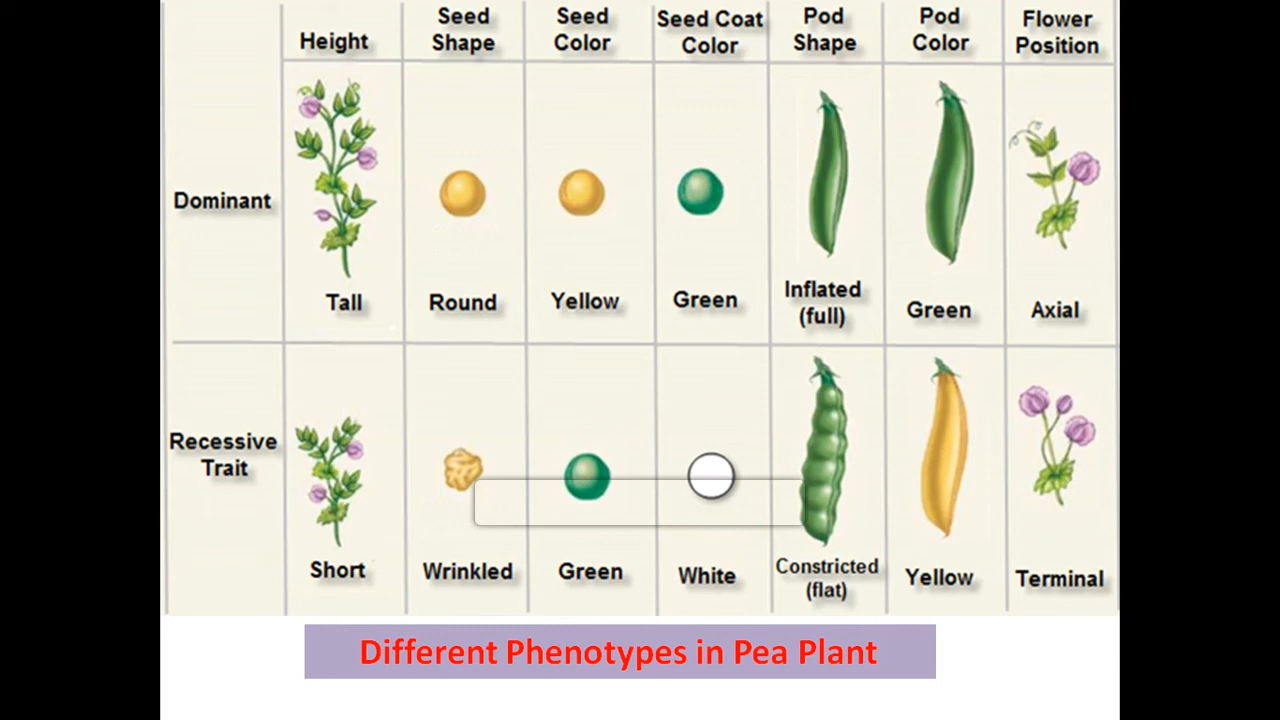 Height
Seed
Shape
Seed
Color
Seed Coat
Color
Pod
Shape
Pod
Color
Flower
Position
Dominant
Tall
Round
Yellow
Green
Inflated
(full)
Green
Axial
Recessive
Trait
Short
Wrinkled
Green
White
Constricted
(flat)
Yellow
Terminal
Different Phenotypes in Pea Plant